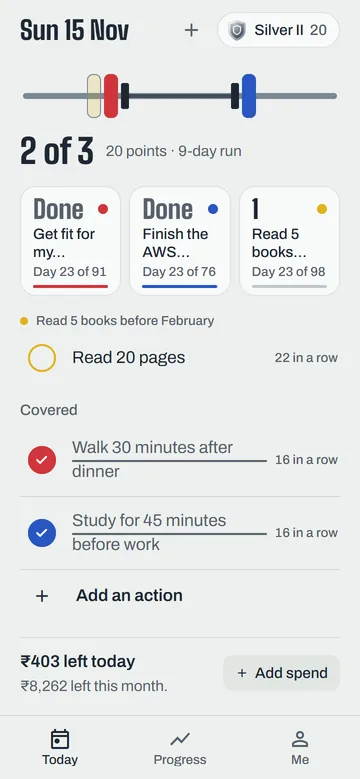 Sun 15 Nov
+
Silver II 20
2 of 3
20 points · 9-day run
Done
Get fit for
my...
Day 23 of 91
Done
Finish the
AWS...
Day 23 of 76
1
Read 5
books...
Day 23 of 98
Read 5 books before February
Read 20 pages
22 in a row
Covered
Walk 30 minutes after
dinner
16 in a row
Study for 45 minutes
before work
16 in a row
+ Add an action
₹403 left today
₹8,262 left this month.
+ Add spend
Today
Progress
Me